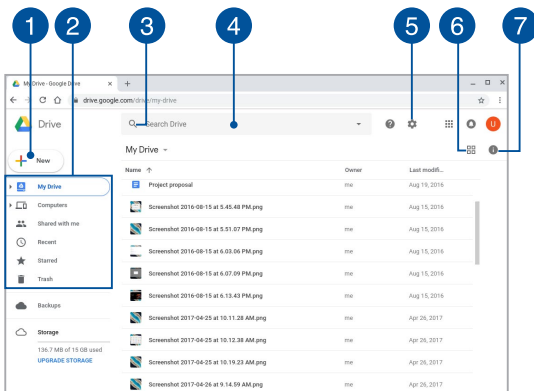 1 2 3 4 5 6 7
My Drive - Google Drive
drive.google.com/drive/my-drive
Drive
Search Drive
U
New
My Drive
Name Owner Last modifi...
My Drive
Project proposal me Aug 19, 2016
Computers
Screenshot 2016-08-15 at 5.45.48 PM.png me Aug 15, 2016
Shared with me
Screenshot 2016-08-15 at 5.51.07 PM.png me Aug 15, 2016
Recent
Screenshot 2016-08-15 at 6.03.06 PM.png me Aug 15, 2016
Starred
Screenshot 2016-08-15 at 6.07.09 PM.png me Aug 15, 2016
Trash
Screenshot 2016-08-15 at 6.13.43 PM.png me Aug 15, 2016
Backups
Screenshot 2017-04-25 at 10.11.28 AM.png me Apr 26, 2017
Storage
Screenshot 2017-04-25 at 10.12.38 AM.png me Apr 26, 2017
136.7 MB of 15 GB used
UPGRADE STORAGE
Screenshot 2017-04-25 at 10.19.23 AM.png me Apr 26, 2017
Screenshot 2017-04-26 at 9.14.59 AM.png me Apr 26, 2017